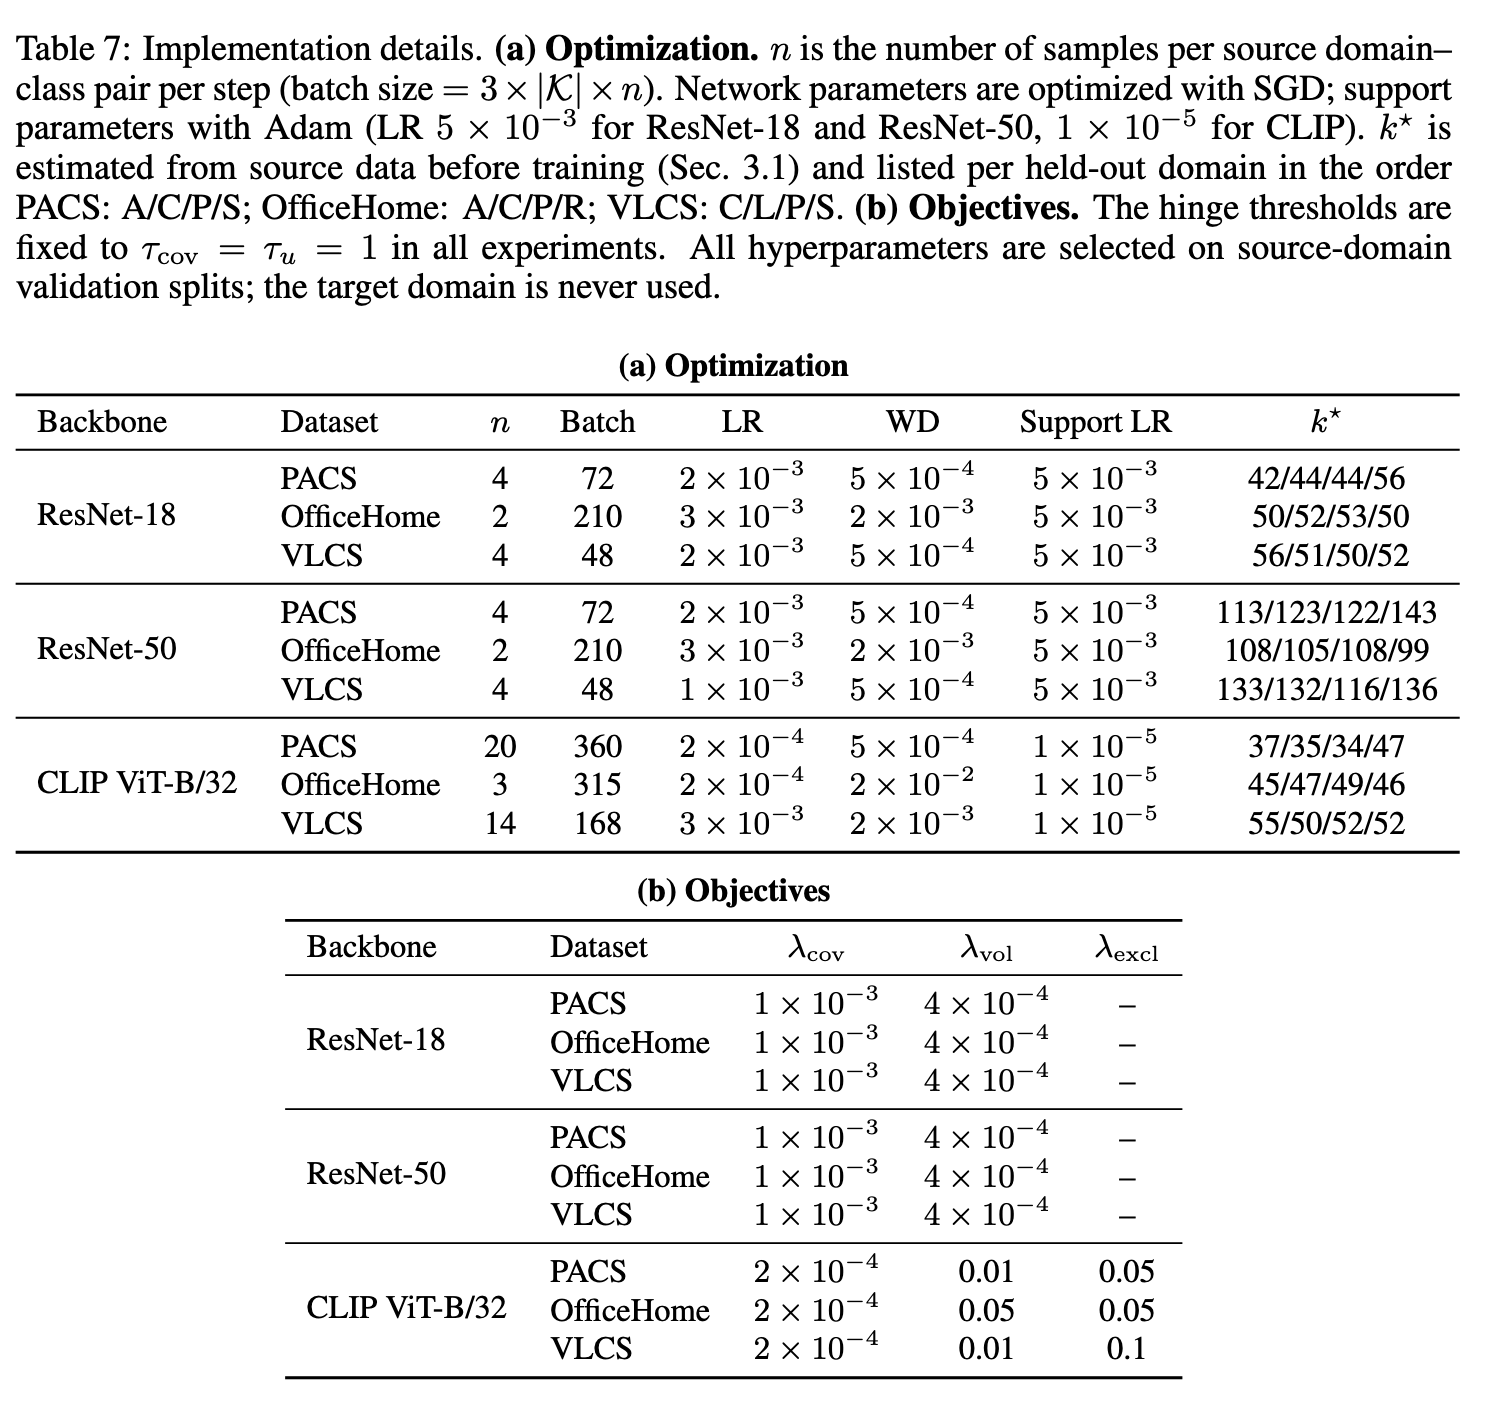 Table 7: Implementation details. (a) Optimization. n is the number of samples per source domain–
class pair per step (batch size = 3 × |𝒦| × n). Network parameters are optimized with SGD; support
parameters with Adam (LR 5 × 10⁻³ for ResNet-18 and ResNet-50, 1 × 10⁻⁵ for CLIP). k⋆ is
estimated from source data before training (Sec. 3.1) and listed per held-out domain in the order
PACS: A/C/P/S; OfficeHome: A/C/P/R; VLCS: C/L/P/S. (b) Objectives. The hinge thresholds are
fixed to τ_cov = τ_u = 1 in all experiments. All hyperparameters are selected on source-domain
validation splits; the target domain is never used.
(a) Optimization
Backbone Dataset n Batch LR WD Support LR k⋆
PACS 4 72 2 × 10⁻³ 5 × 10⁻⁴ 5 × 10⁻³ 42/44/44/56
ResNet-18 OfficeHome 2 210 3 × 10⁻³ 2 × 10⁻³ 5 × 10⁻³ 50/52/53/50
VLCS 4 48 2 × 10⁻³ 5 × 10⁻⁴ 5 × 10⁻³ 56/51/50/52
PACS 4 72 2 × 10⁻³ 5 × 10⁻⁴ 5 × 10⁻³ 113/123/122/143
ResNet-50 OfficeHome 2 210 3 × 10⁻³ 2 × 10⁻³ 5 × 10⁻³ 108/105/108/99
VLCS 4 48 1 × 10⁻³ 5 × 10⁻⁴ 5 × 10⁻³ 133/132/116/136
PACS 20 360 2 × 10⁻⁴ 5 × 10⁻⁴ 1 × 10⁻⁵ 37/35/34/47
CLIP ViT-B/32 OfficeHome 3 315 2 × 10⁻⁴ 2 × 10⁻² 1 × 10⁻⁵ 45/47/49/46
VLCS 14 168 3 × 10⁻³ 2 × 10⁻³ 1 × 10⁻⁵ 55/50/52/52
(b) Objectives
Backbone Dataset λ_cov λ_vol λ_excl
PACS 1 × 10⁻³ 4 × 10⁻⁴ –
ResNet-18 OfficeHome 1 × 10⁻³ 4 × 10⁻⁴ –
VLCS 1 × 10⁻³ 4 × 10⁻⁴ –
PACS 1 × 10⁻³ 4 × 10⁻⁴ –
ResNet-50 OfficeHome 1 × 10⁻³ 4 × 10⁻⁴ –
VLCS 1 × 10⁻³ 4 × 10⁻⁴ –
PACS 2 × 10⁻⁴ 0.01 0.05
CLIP ViT-B/32 OfficeHome 2 × 10⁻⁴ 0.05 0.05
VLCS 2 × 10⁻⁴ 0.01 0.1